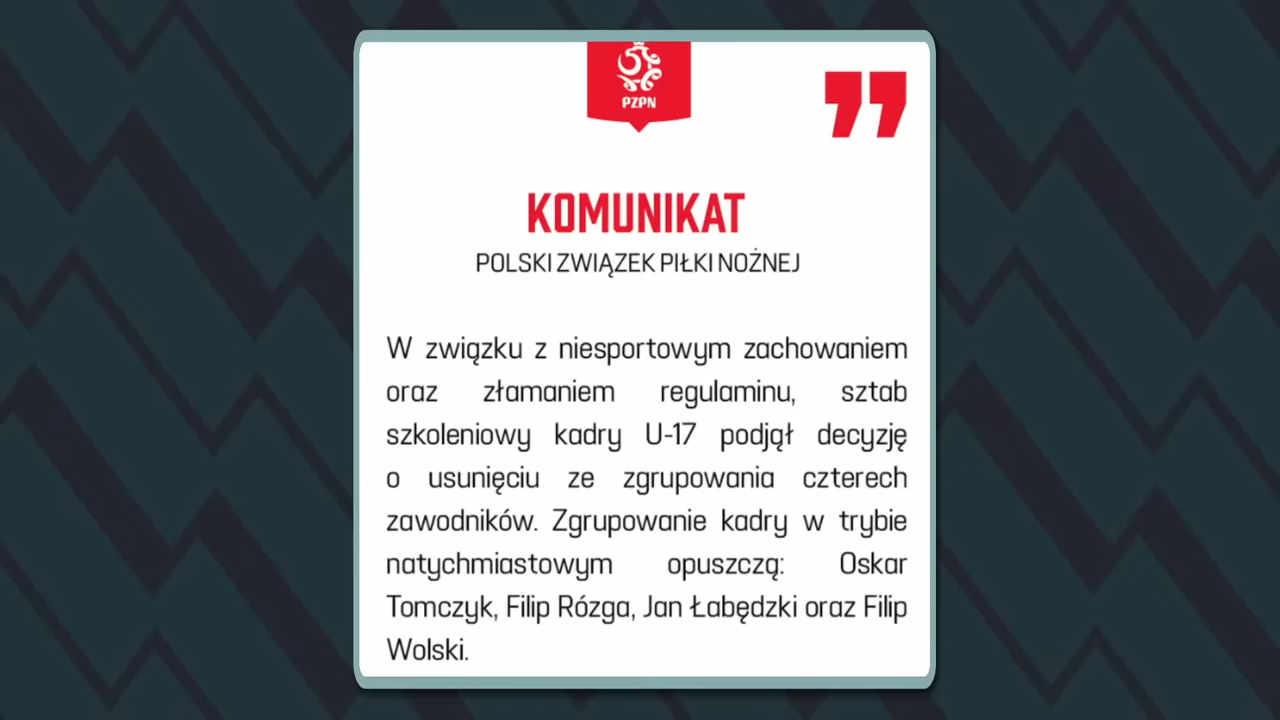 PZPN
”
KOMUNIKAT
POLSKI ZWIĄZEK PIŁKI NOŻNEJ
W związku z niesportowym zachowaniem
oraz złamaniem regulaminu, sztab
szkoleniowy kadry U-17 podjął decyzję
o usunięciu ze zgrupowania czterech
zawodników. Zgrupowanie kadry w trybie
natychmiastowym opuszczą: Oskar
Tomczyk, Filip Rózga, Jan Łabędzki oraz Filip
Wolski.